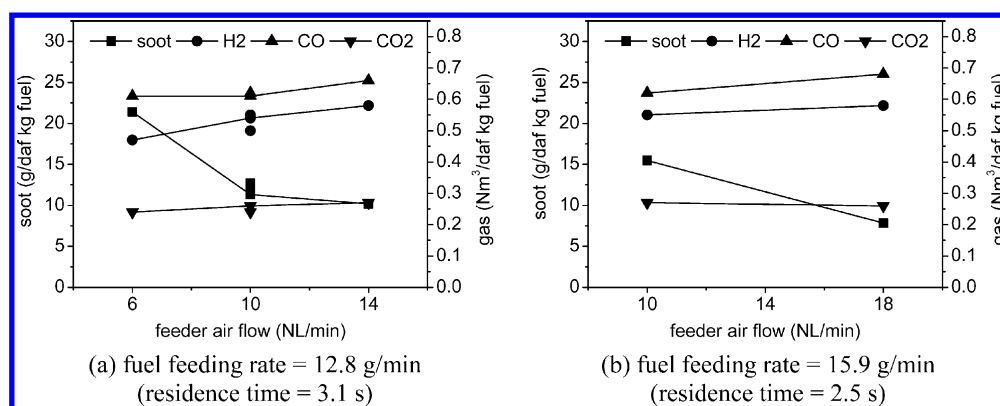 soot H2 CO CO2
30
25
20
15
10
5
0
soot (g/daf kg fuel)
0.8
0.7
0.6
0.5
0.4
0.3
0.2
0.1
0.0
gas (Nm³/daf kg fuel)
6 10 14
feeder air flow (NL/min)
(a) fuel feeding rate = 12.8 g/min
(residence time = 3.1 s)
soot H2 CO CO2
30
25
20
15
10
5
0
soot (g/daf kg fuel)
0.8
0.7
0.6
0.5
0.4
0.3
0.2
0.1
0.0
gas (Nm³/daf kg fuel)
10 14 18
feeder air flow (NL/min)
(b) fuel feeding rate = 15.9 g/min
(residence time = 2.5 s)